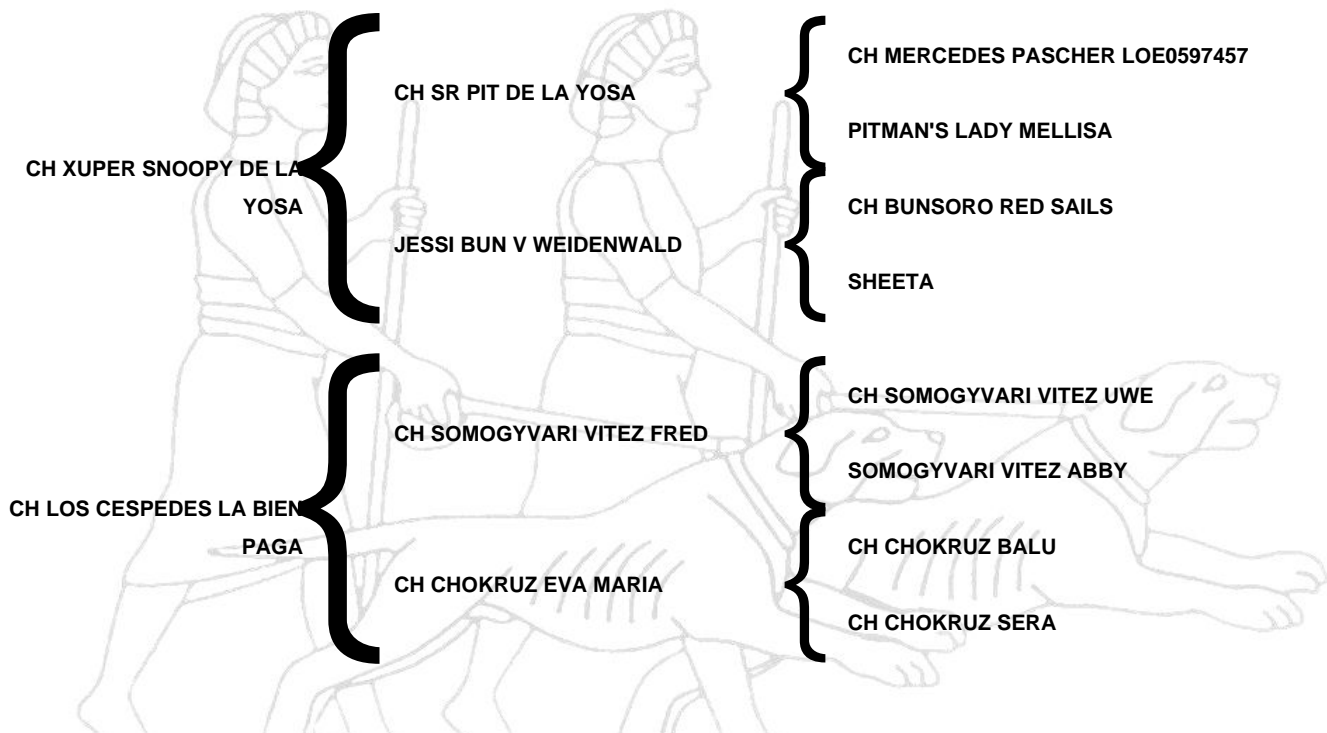 CH XUPER SNOOPY DE LA
YOSA
CH SR PIT DE LA YOSA
CH MERCEDES PASCHER LOE0597457
PITMAN'S LADY MELLISA
JESSI BUN V WEIDENWALD
CH BUNSORO RED SAILS
SHEETA
CH LOS CESPEDES LA BIEN
PAGA
CH SOMOGYVARI VITEZ FRED
CH SOMOGYVARI VITEZ UWE
SOMOGYVARI VITEZ ABBY
CH CHOKRUZ EVA MARIA
CH CHOKRUZ BALU
CH CHOKRUZ SERA